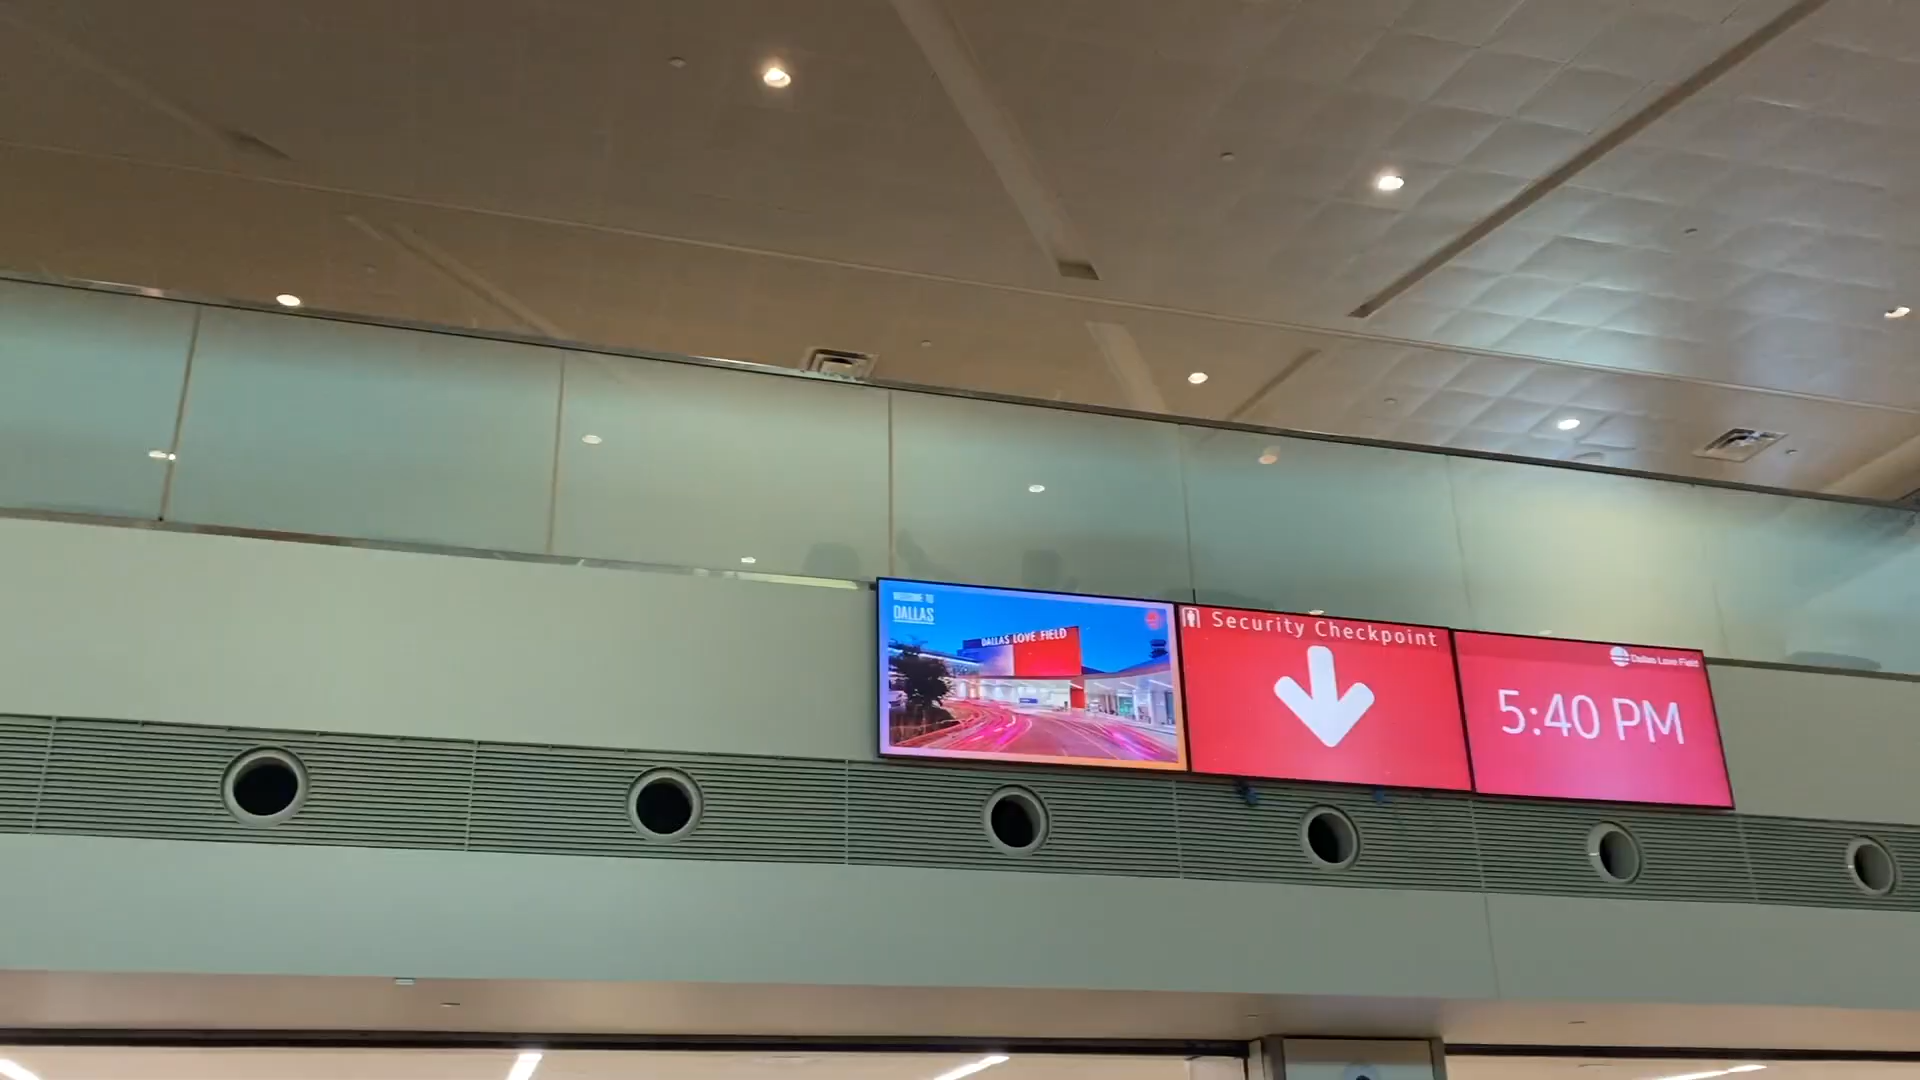 WELCOME TO
DALLAS
DALLAS LOVE FIELD
Security Checkpoint
Dallas Love Field
5:40 PM